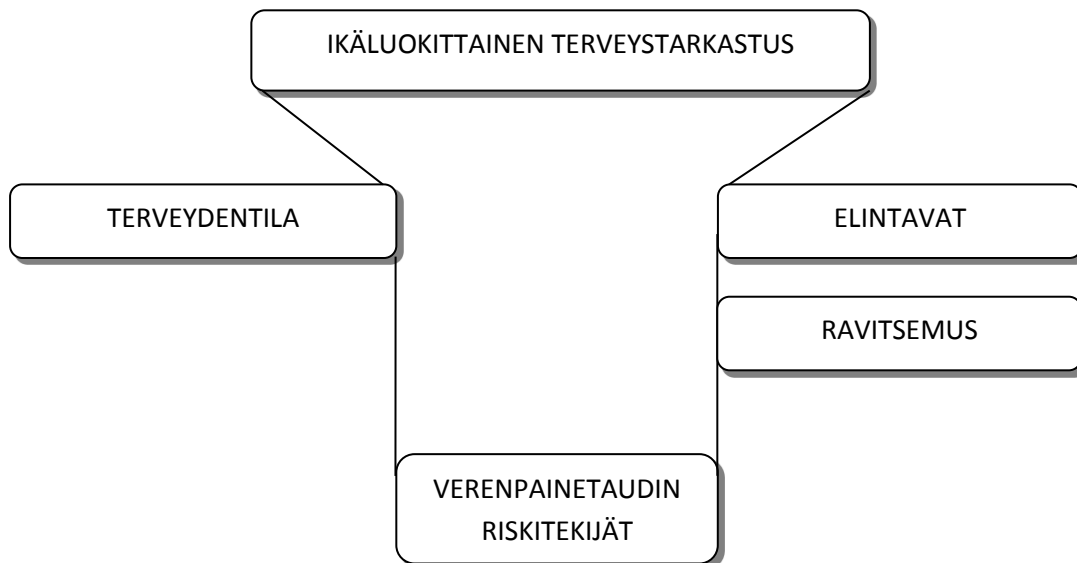 IKÄLUOKITTAINEN TERVEYSTARKASTUS
TERVEYDENTILA
ELINTAVAT
RAVITSEMUS
VERENPAINETAUDIN
RISKITEKIJÄT